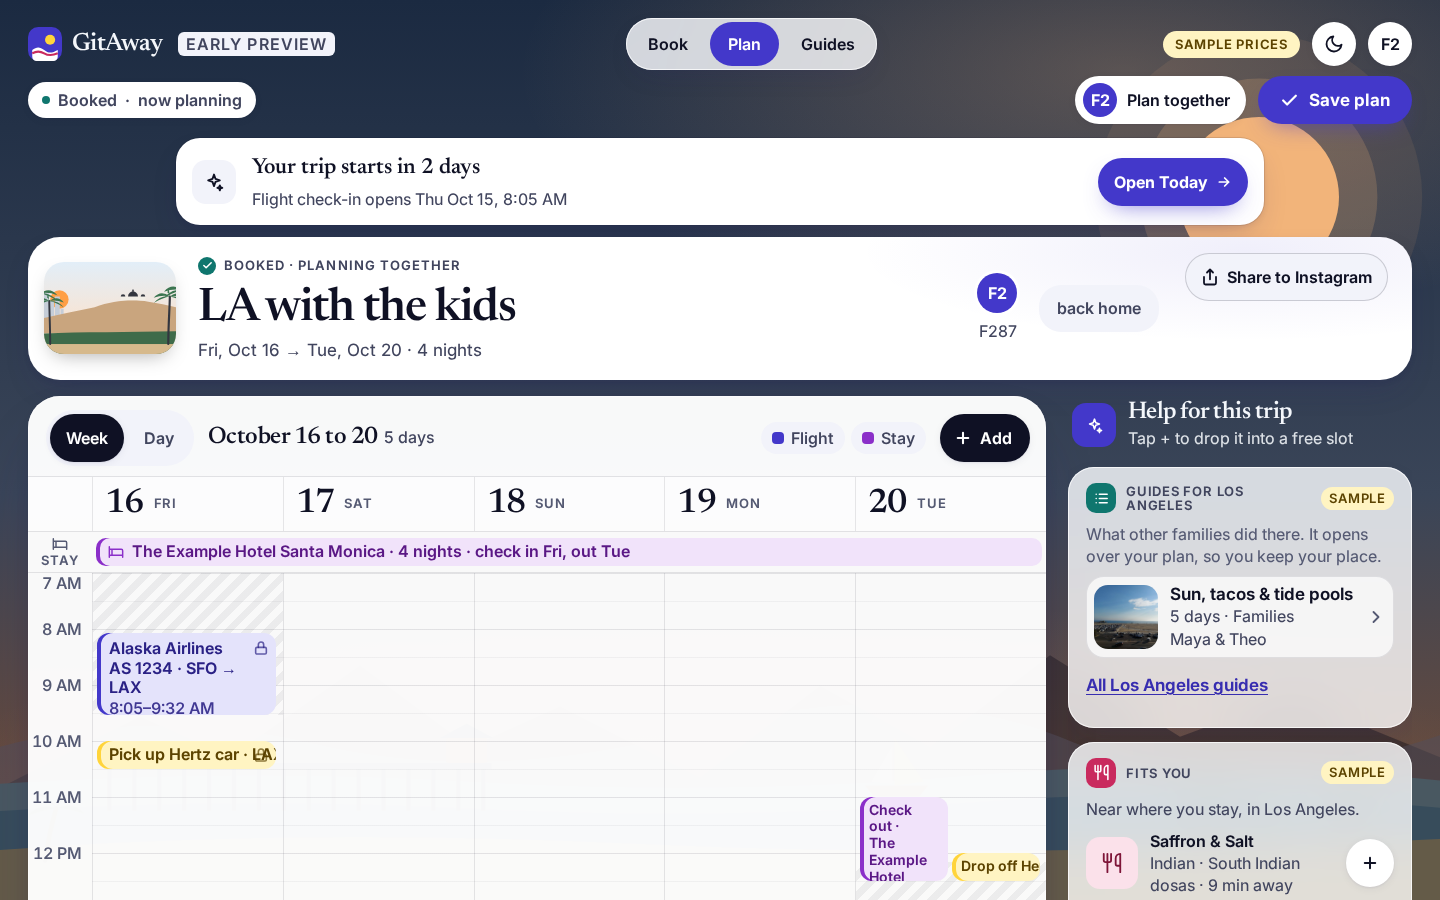 GitAway EARLY PREVIEW
Book Plan Guides
SAMPLE PRICES F2
Booked · now planning
F2 Plan together
Save plan
Your trip starts in 2 days
Flight check-in opens Thu Oct 15, 8:05 AM
Open Today →
BOOKED · PLANNING TOGETHER
LA with the kids
Fri, Oct 16 → Tue, Oct 20 · 4 nights
F2
F287
back home
Share to Instagram
Week Day October 16 to 20 5 days
Flight Stay + Add
16 FRI 17 SAT 18 SUN 19 MON 20 TUE
STAY
The Example Hotel Santa Monica · 4 nights · check in Fri, out Tue
7 AM
8 AM
Alaska Airlines
AS 1234 · SFO →
LAX
8:05–9:32 AM
9 AM
10 AM
Pick up Hertz car · LAX
11 AM
Check
out ·
The
Example
Hotel
12 PM
Drop off He
Help for this trip
Tap + to drop it into a free slot
GUIDES FOR LOS
ANGELES
SAMPLE
What other families did there. It opens
over your plan, so you keep your place.
Sun, tacos & tide pools
5 days · Families
Maya & Theo
All Los Angeles guides
FITS YOU
SAMPLE
Near where you stay, in Los Angeles.
Saffron & Salt
Indian · South Indian
dosas · 9 min away